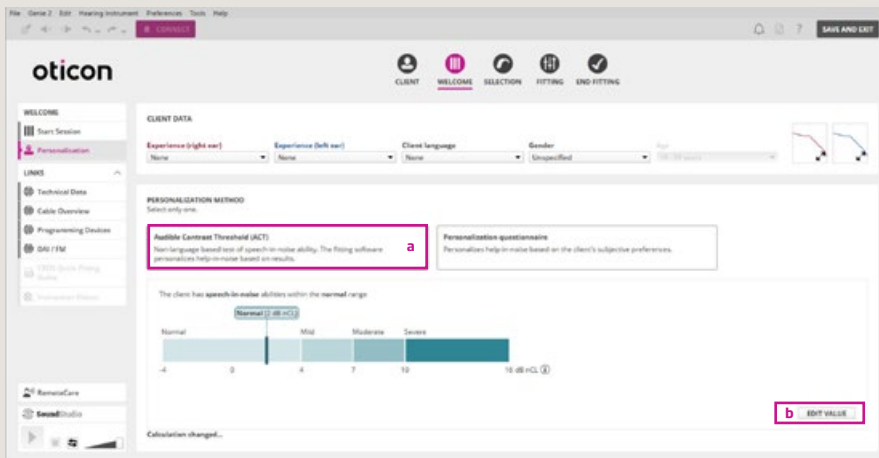 File Genie 2 Edit Hearing Instrument Preferences Tools Help
CONNECT
?
SAVE AND EXIT
oticon
CLIENT WELCOME SELECTION FITTING END FITTING
WELCOME
Start Session
Personalisation
LINKS
Technical Data
Cable Overview
Programming Devices
DAI / FM
RemoteCare
SoundStudio
CLIENT DATA
Experience (right ear) Experience (left ear) Client language Gender Age
None None None Unspecified
PERSONALIZATION METHOD
Select only one.
Audible Contrast Threshold (ACT)
Non language based test of speech-in-noise ability. The fitting software
personalizes help-in-noise based on results.
a
Personalization questionnaire
Personalizes help in noise based on the client's subjective preferences.
The client has speech-in-noise abilities within the normal range
Normal (2 dB nCL)
Normal Mild Moderate Severe
-4 0 4 7 10 16 dB nCL
b EDIT VALUE
Calculation changed...